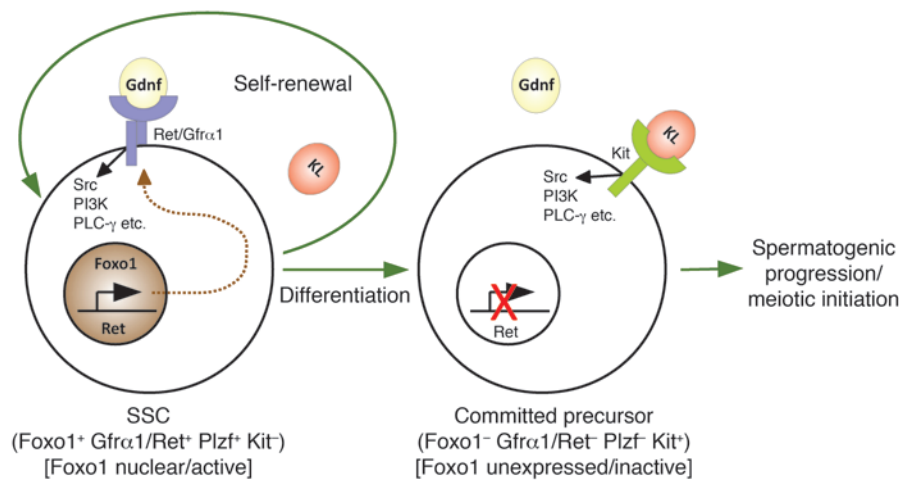 Gdnf
Self-renewal
Ret/Gfrα1
KL
Src
PI3K
PLC-γ etc.
Foxo1
Ret
SSC
(Foxo1⁺ Gfrα1/Ret⁺ Plzf⁺ Kit⁻)
[Foxo1 nuclear/active]
Differentiation
Gdnf
KL
Kit
Src
PI3K
PLC-γ etc.
Ret
Committed precursor
(Foxo1⁻ Gfrα1/Ret⁻ Plzf⁻ Kit⁺)
[Foxo1 unexpressed/inactive]
Spermatogenic
progression/
meiotic initiation